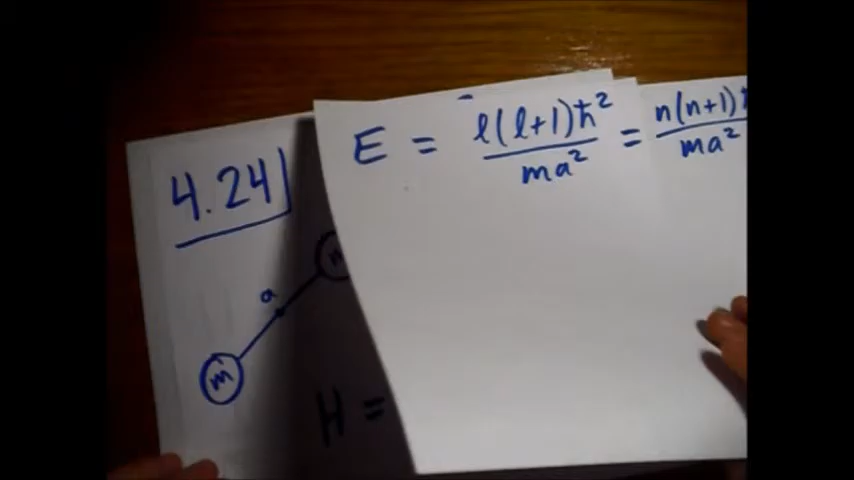 E = l(l+1)ħ² / ma² = n(n+1) / ma²
4.24
a
m
H =